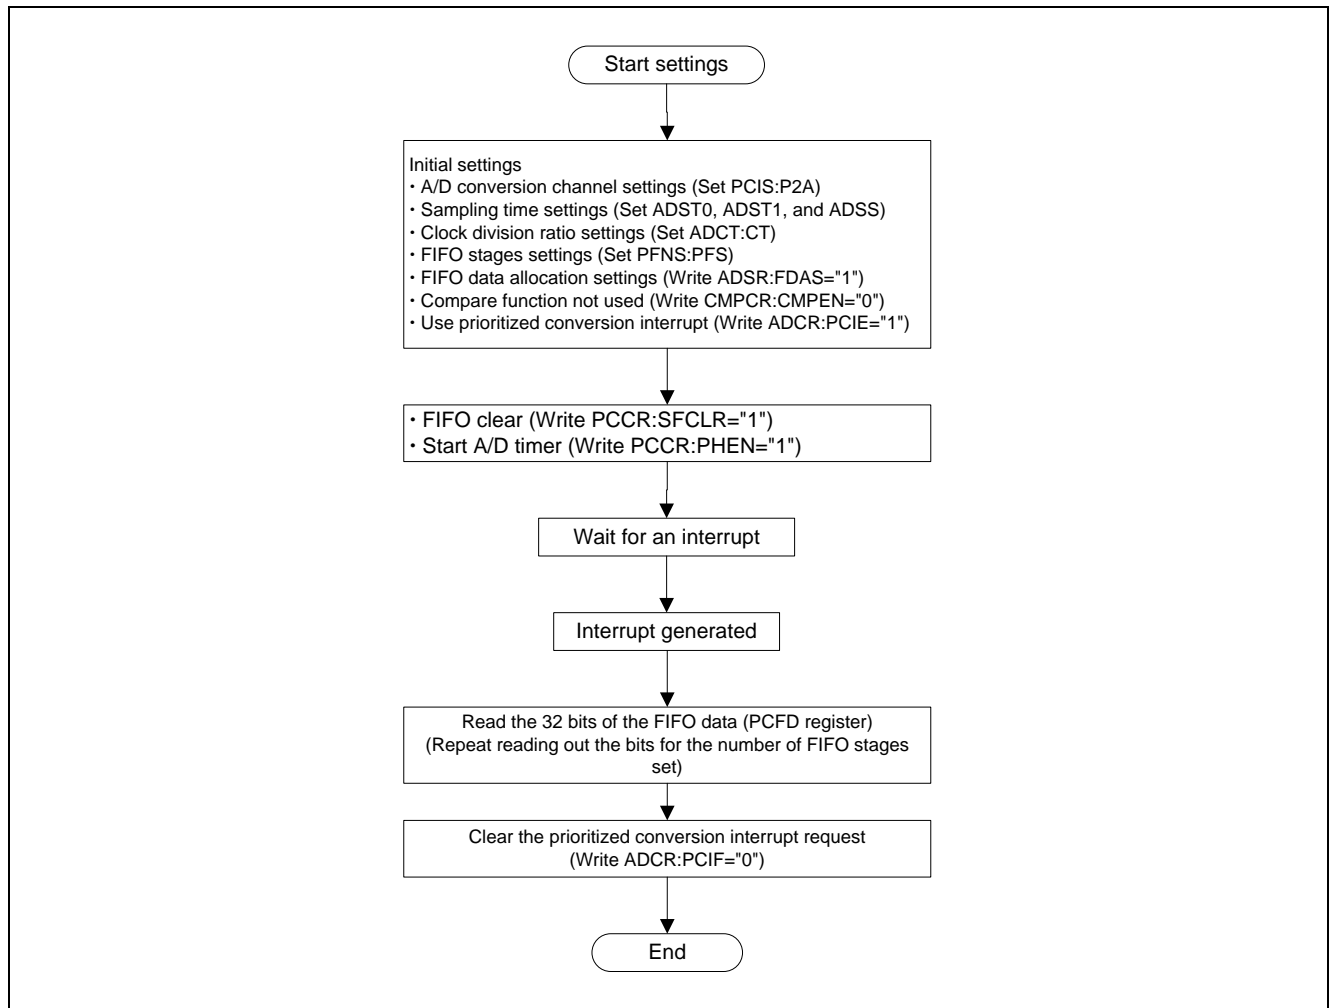 Start settings
Initial settings
・A/D conversion channel settings (Set PCIS:P2A)
・Sampling time settings (Set ADST0, ADST1, and ADSS)
・Clock division ratio settings (Set ADCT:CT)
・FIFO stages settings (Set PFNS:PFS)
・FIFO data allocation settings (Write ADSR:FDAS="1")
・Compare function not used (Write CMPCR:CMPEN="0")
・Use prioritized conversion interrupt (Write ADCR:PCIE="1")
・FIFO clear (Write PCCR:SFCLR="1")
・Start A/D timer (Write PCCR:PHEN="1")
Wait for an interrupt
Interrupt generated
Read the 32 bits of the FIFO data (PCFD register)
(Repeat reading out the bits for the number of FIFO stages
set)
Clear the prioritized conversion interrupt request
(Write ADCR:PCIF="0")
End